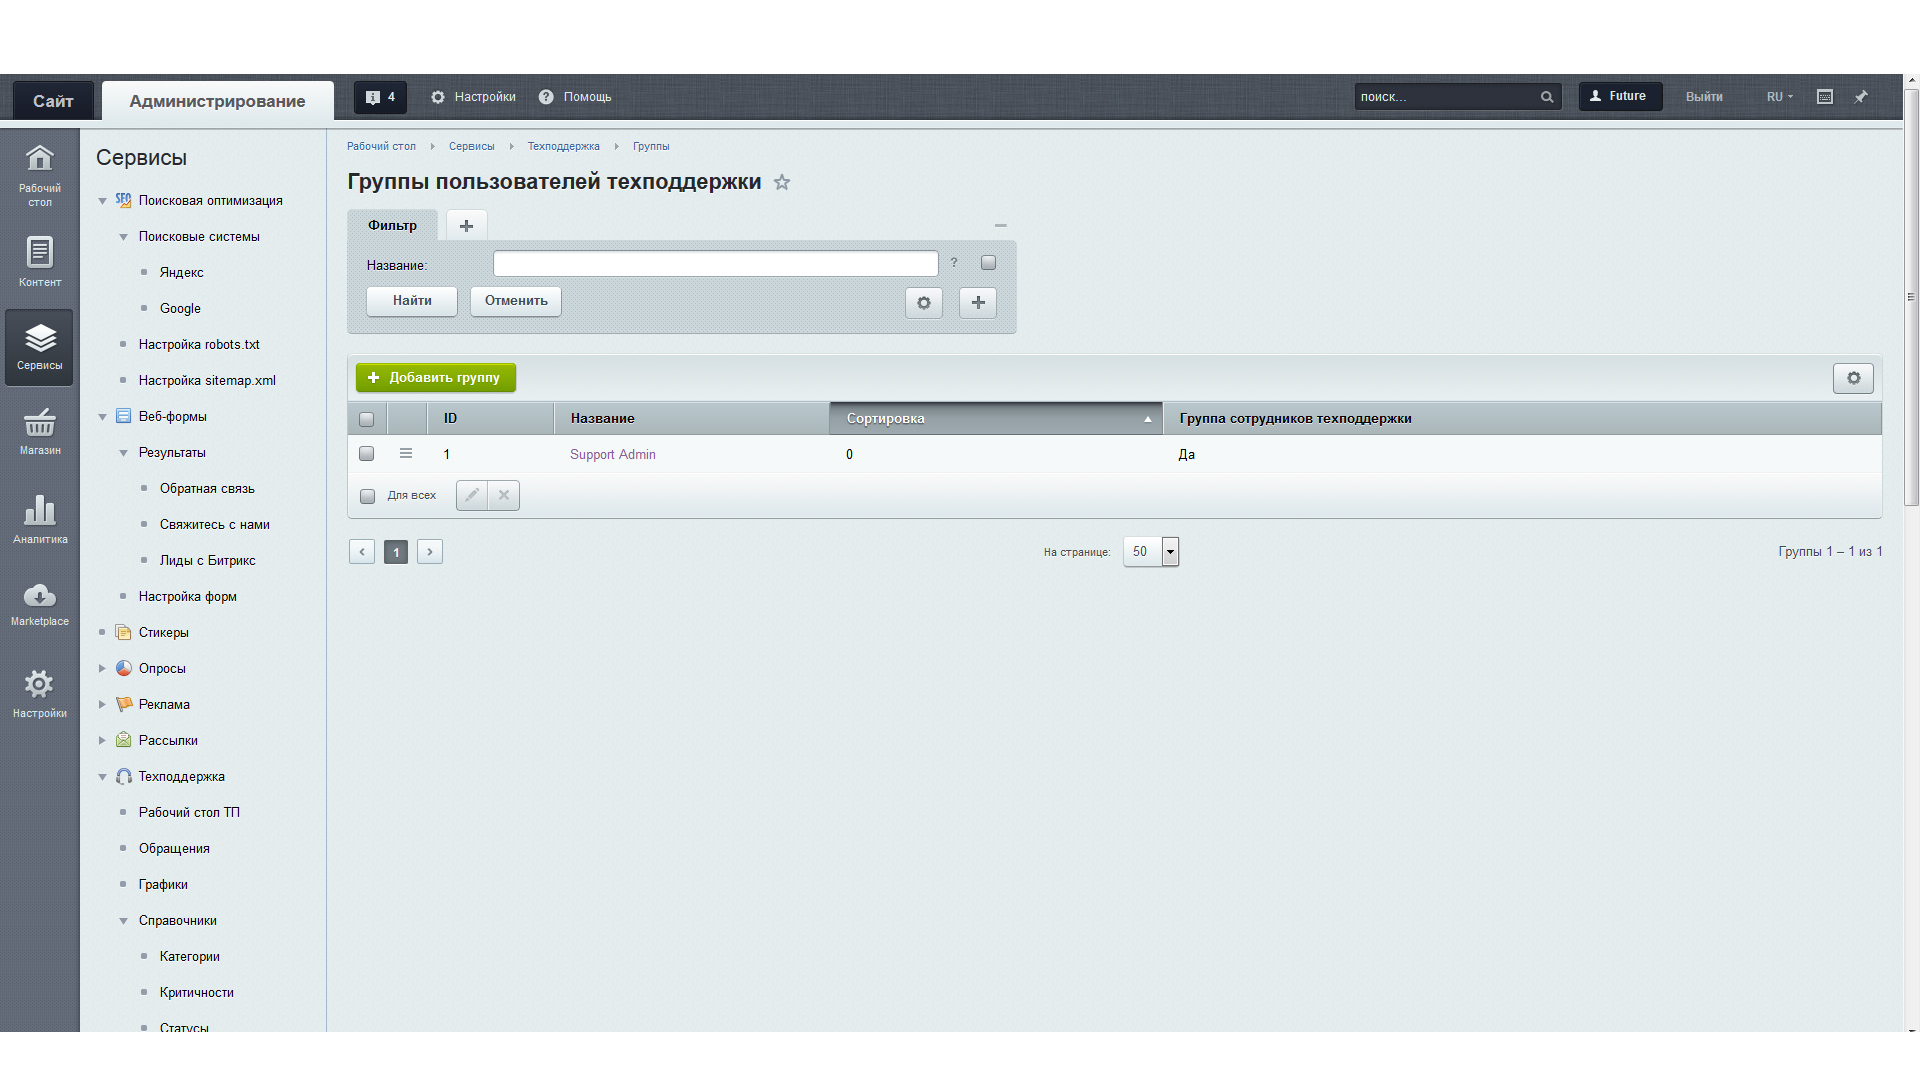 Сайт
Администрирование
4
Настройки
Помощь
поиск...
Future
Выйти
RU
Рабочий стол
Контент
Сервисы
Магазин
Аналитика
Marketplace
Настройки
Сервисы
SEO
Поисковая оптимизация
Поисковые системы
Яндекс
Google
Настройка robots.txt
Настройка sitemap.xml
Веб-формы
Результаты
Обратная связь
Свяжитесь с нами
Лиды с Битрикс
Настройка форм
Стикеры
Опросы
Реклама
Рассылки
Техподдержка
Рабочий стол ТП
Обращения
Графики
Справочники
Категории
Критичности
Статусы
Рабочий стол Сервисы Техподдержка Группы
Группы пользователей техподдержки
Фильтр
Название:
?
Найти
Отменить
Добавить группу
ID Название Сортировка Группа сотрудников техподдержки
1 Support Admin 0 Да
Для всех
1
На странице: 50
Группы 1 – 1 из 1